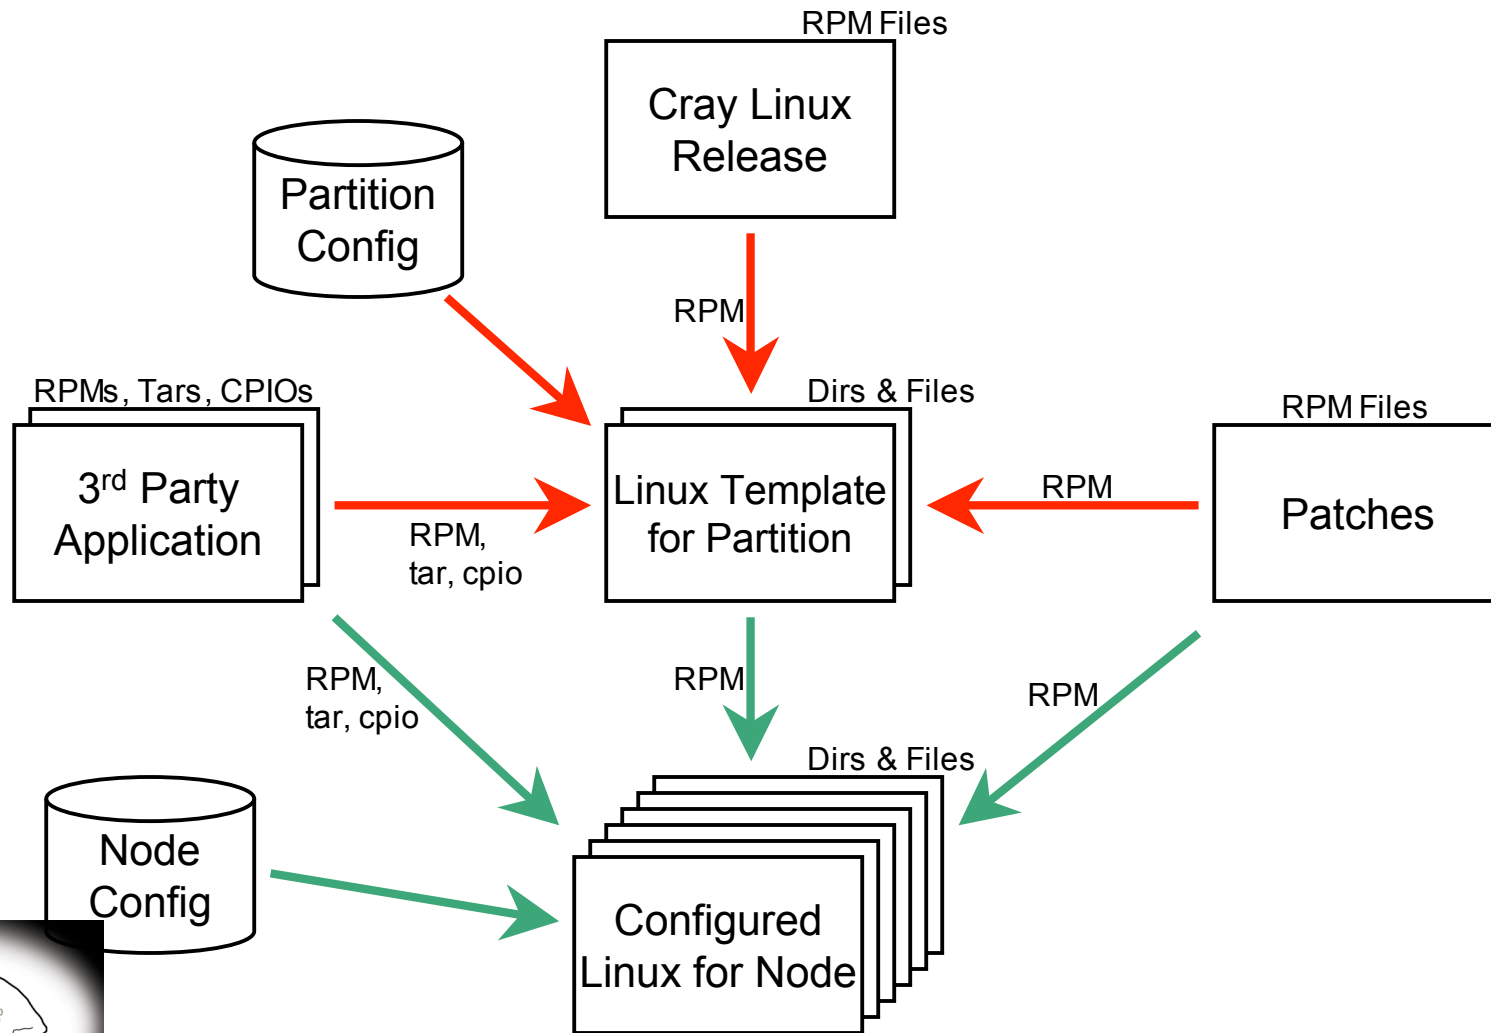 RPM Files
Cray Linux
Release
Partition
Config
RPM
RPMs, Tars, CPIOs
3rd Party
Application
RPM,
tar, cpio
Dirs & Files
Linux Template
for Partition
RPM
RPM Files
Patches
RPM,
tar, cpio
RPM
RPM
Node
Config
Dirs & Files
Configured
Linux for Node